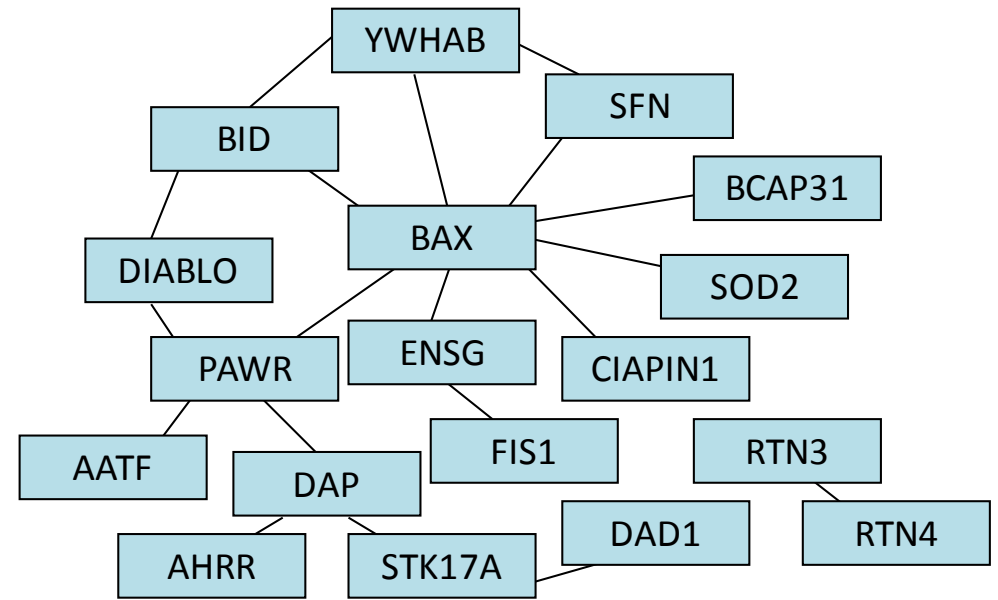 YWHAB
SFN
BID
BCAP31
BAX
DIABLO
SOD2
ENSG
PAWR
CIAPIN1
FIS1
RTN3
AATF
DAP
DAD1
RTN4
AHRR
STK17A